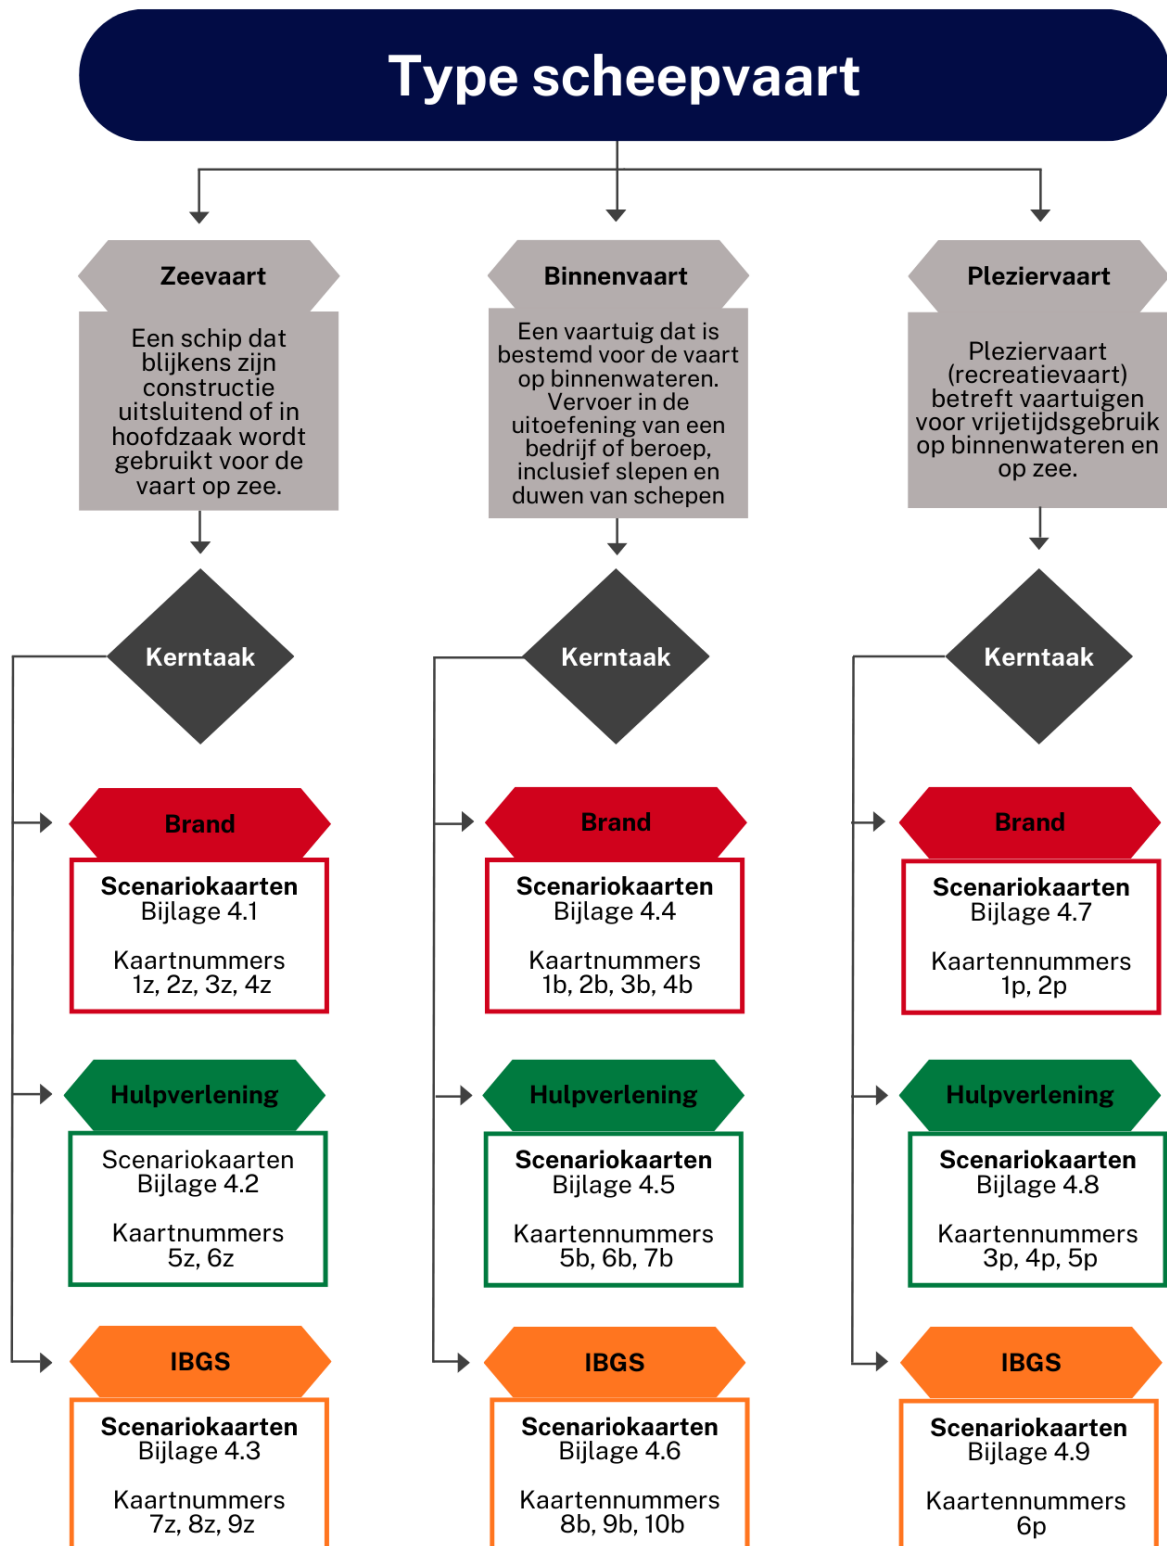 Type scheepvaart
Zeevaart
Een schip dat
blijkens zijn
constructie
uitsluitend of in
hoofdzaak wordt
gebruikt voor de
vaart op zee.
Binnenvaart
Een vaartuig dat is
bestemd voor de vaart
op binnenwateren.
Vervoer in de
uitoefening van een
bedrijf of beroep,
inclusief slepen en
duwen van schepen
Pleziervaart
Pleziervaart
(recreatievaart)
betreft vaartuigen
voor vrijetijdsgebruik
op binnenwateren en
op zee.
Kerntaak
Kerntaak
Kerntaak
Brand
Scenariokaarten
Bijlage 4.1
Kaartnummers
1z, 2z, 3z, 4z
Brand
Scenariokaarten
Bijlage 4.4
Kaartnummers
1b, 2b, 3b, 4b
Brand
Scenariokaarten
Bijlage 4.7
Kaartennummers
1p, 2p
Hulpverlening
Scenariokaarten
Bijlage 4.2
Kaartnummers
5z, 6z
Hulpverlening
Scenariokaarten
Bijlage 4.5
Kaartennummers
5b, 6b, 7b
Hulpverlening
Scenariokaarten
Bijlage 4.8
Kaartennummers
3p, 4p, 5p
IBGS
Scenariokaarten
Bijlage 4.3
Kaartnummers
7z, 8z, 9z
IBGS
Scenariokaarten
Bijlage 4.6
Kaartennummers
8b, 9b, 10b
IBGS
Scenariokaarten
Bijlage 4.9
Kaartennummers
6p